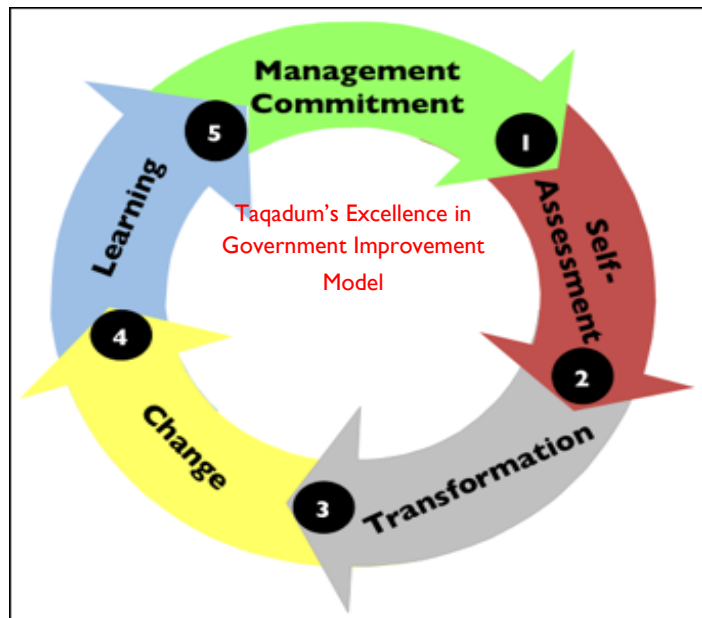 Management
Commitment
1
Self-
Assessment
2
Transformation
3
Change
4
Learning
5
Taqadum's Excellence in
Government Improvement
Model